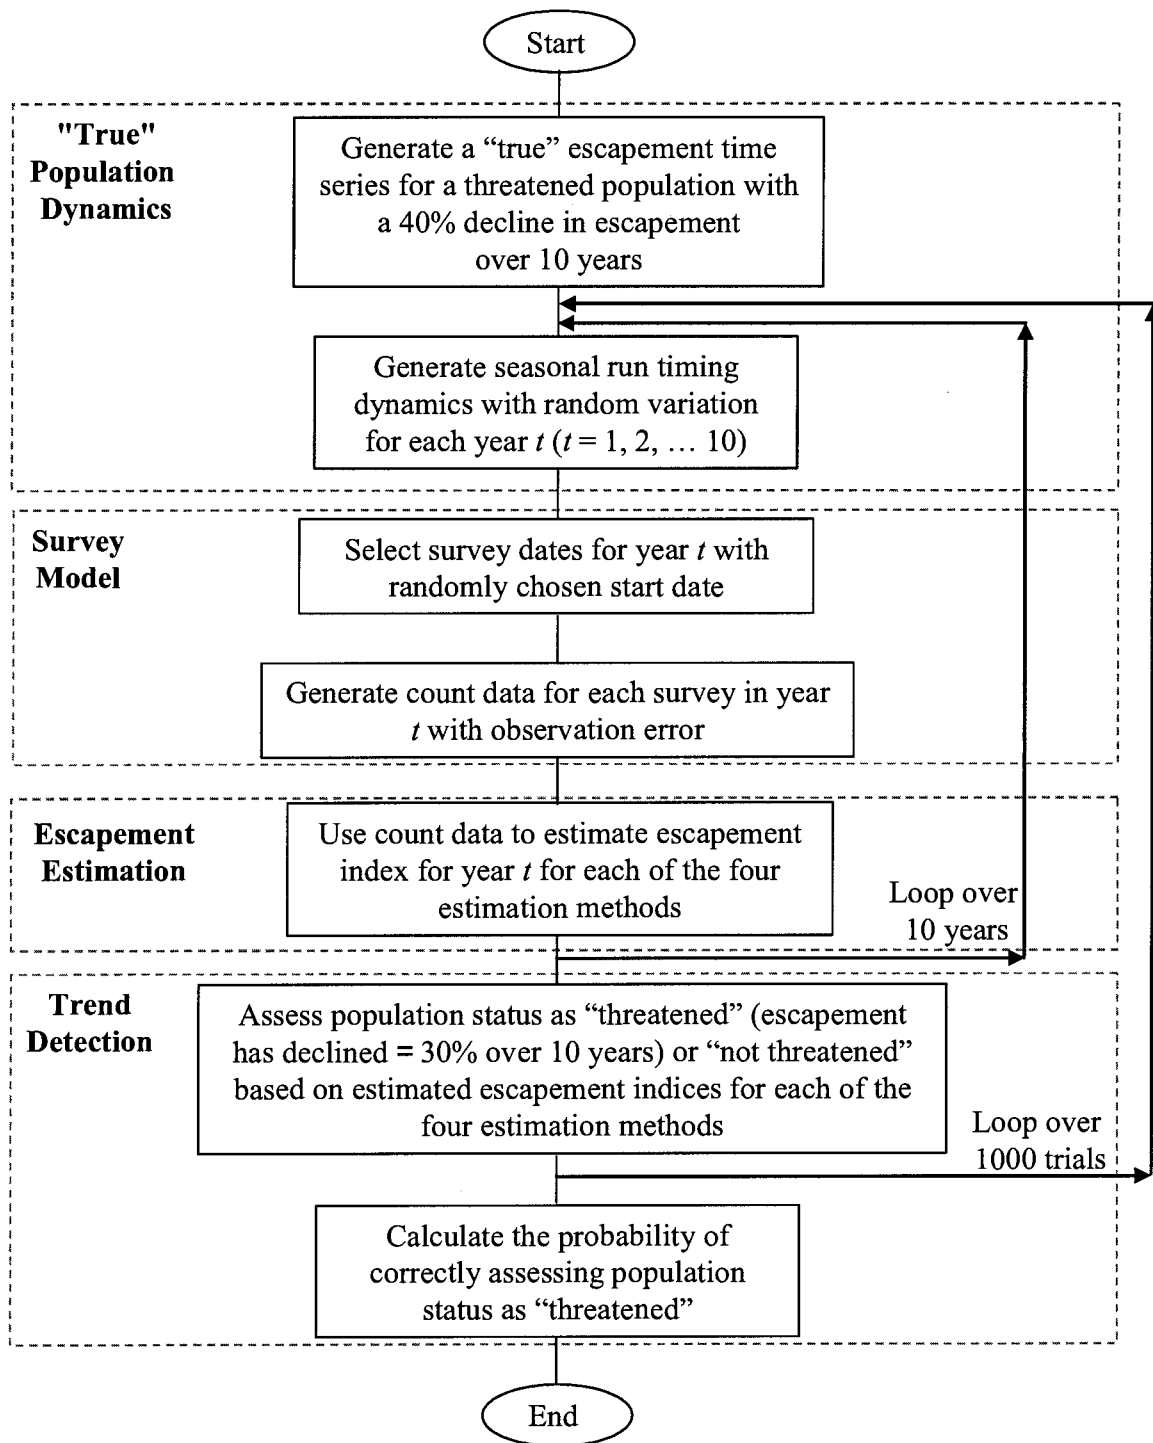 Start
"True"
Population
Dynamics
Generate a “true” escapement time
series for a threatened population with
a 40% decline in escapement
over 10 years
Generate seasonal run timing
dynamics with random variation
for each year t (t = 1, 2, … 10)
Survey
Model
Select survey dates for year t with
randomly chosen start date
Generate count data for each survey in year
t with observation error
Escapement
Estimation
Use count data to estimate escapement
index for year t for each of the four
estimation methods
Loop over
10 years
Trend
Detection
Assess population status as “threatened” (escapement
has declined = 30% over 10 years) or “not threatened”
based on estimated escapement indices for each of the
four estimation methods
Loop over
1000 trials
Calculate the probability of
correctly assessing population
status as “threatened”
End